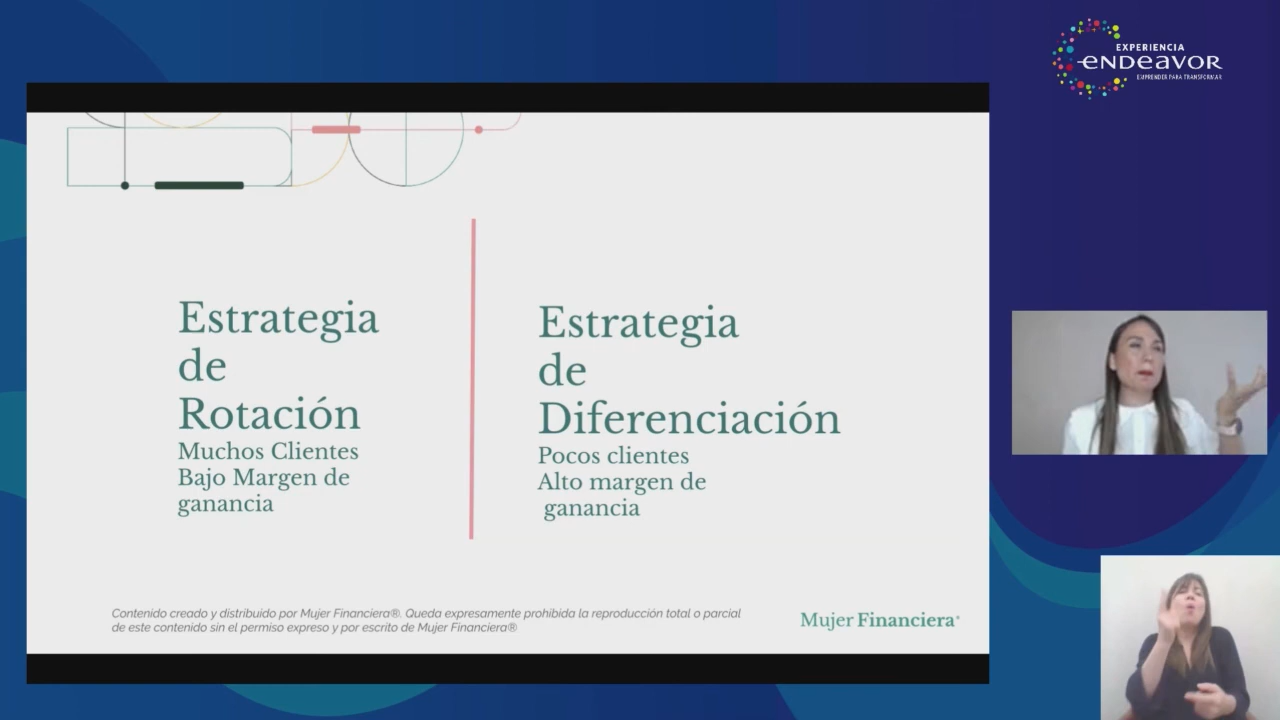 EXPERIENCIA
ENDEAVOR
EMPRENDER PARA TRANSFORMAR
Estrategia
de
Rotación
Muchos Clientes
Bajo Margen de
ganancia
Estrategia
de
Diferenciación
Pocos clientes
Alto margen de
ganancia
Contenido creado y distribuido por Mujer Financiera®. Queda expresamente prohibida la reproducción total o parcial
de este contenido sin el permiso expreso y por escrito de Mujer Financiera®
Mujer Financiera®